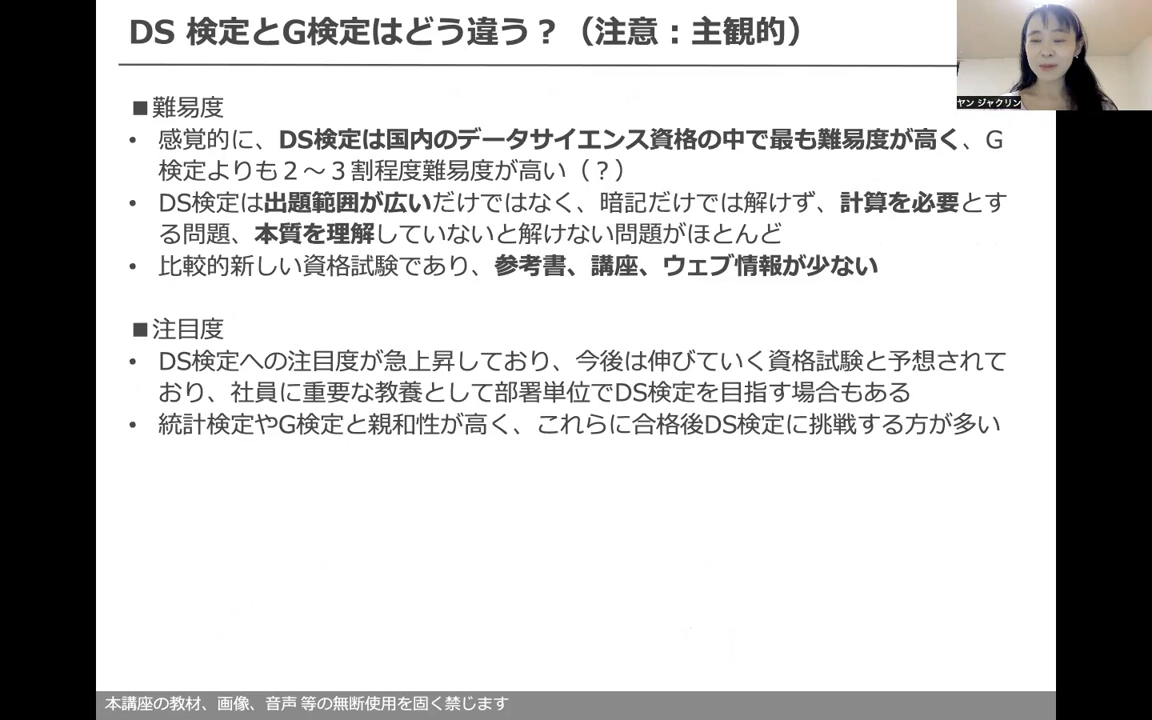 DS 検定とG検定はどう違う？（注意：主観的）
ヤン ジャクリン
■難易度
• 感覚的に、DS検定は国内のデータサイエンス資格の中で最も難易度が高く、G
検定よりも２～３割程度難易度が高い（？）
• DS検定は出題範囲が広いだけではなく、暗記だけでは解けず、計算を必要とす
る問題、本質を理解していないと解けない問題がほとんど
• 比較的新しい資格試験であり、参考書、講座、ウェブ情報が少ない
■注目度
• DS検定への注目度が急上昇しており、今後は伸びていく資格試験と予想されて
おり、社員に重要な教養として部署単位でDS検定を目指す場合もある
• 統計検定やG検定と親和性が高く、これらに合格後DS検定に挑戦する方が多い
本講座の教材、画像、音声 等の無断使用を固く禁じます